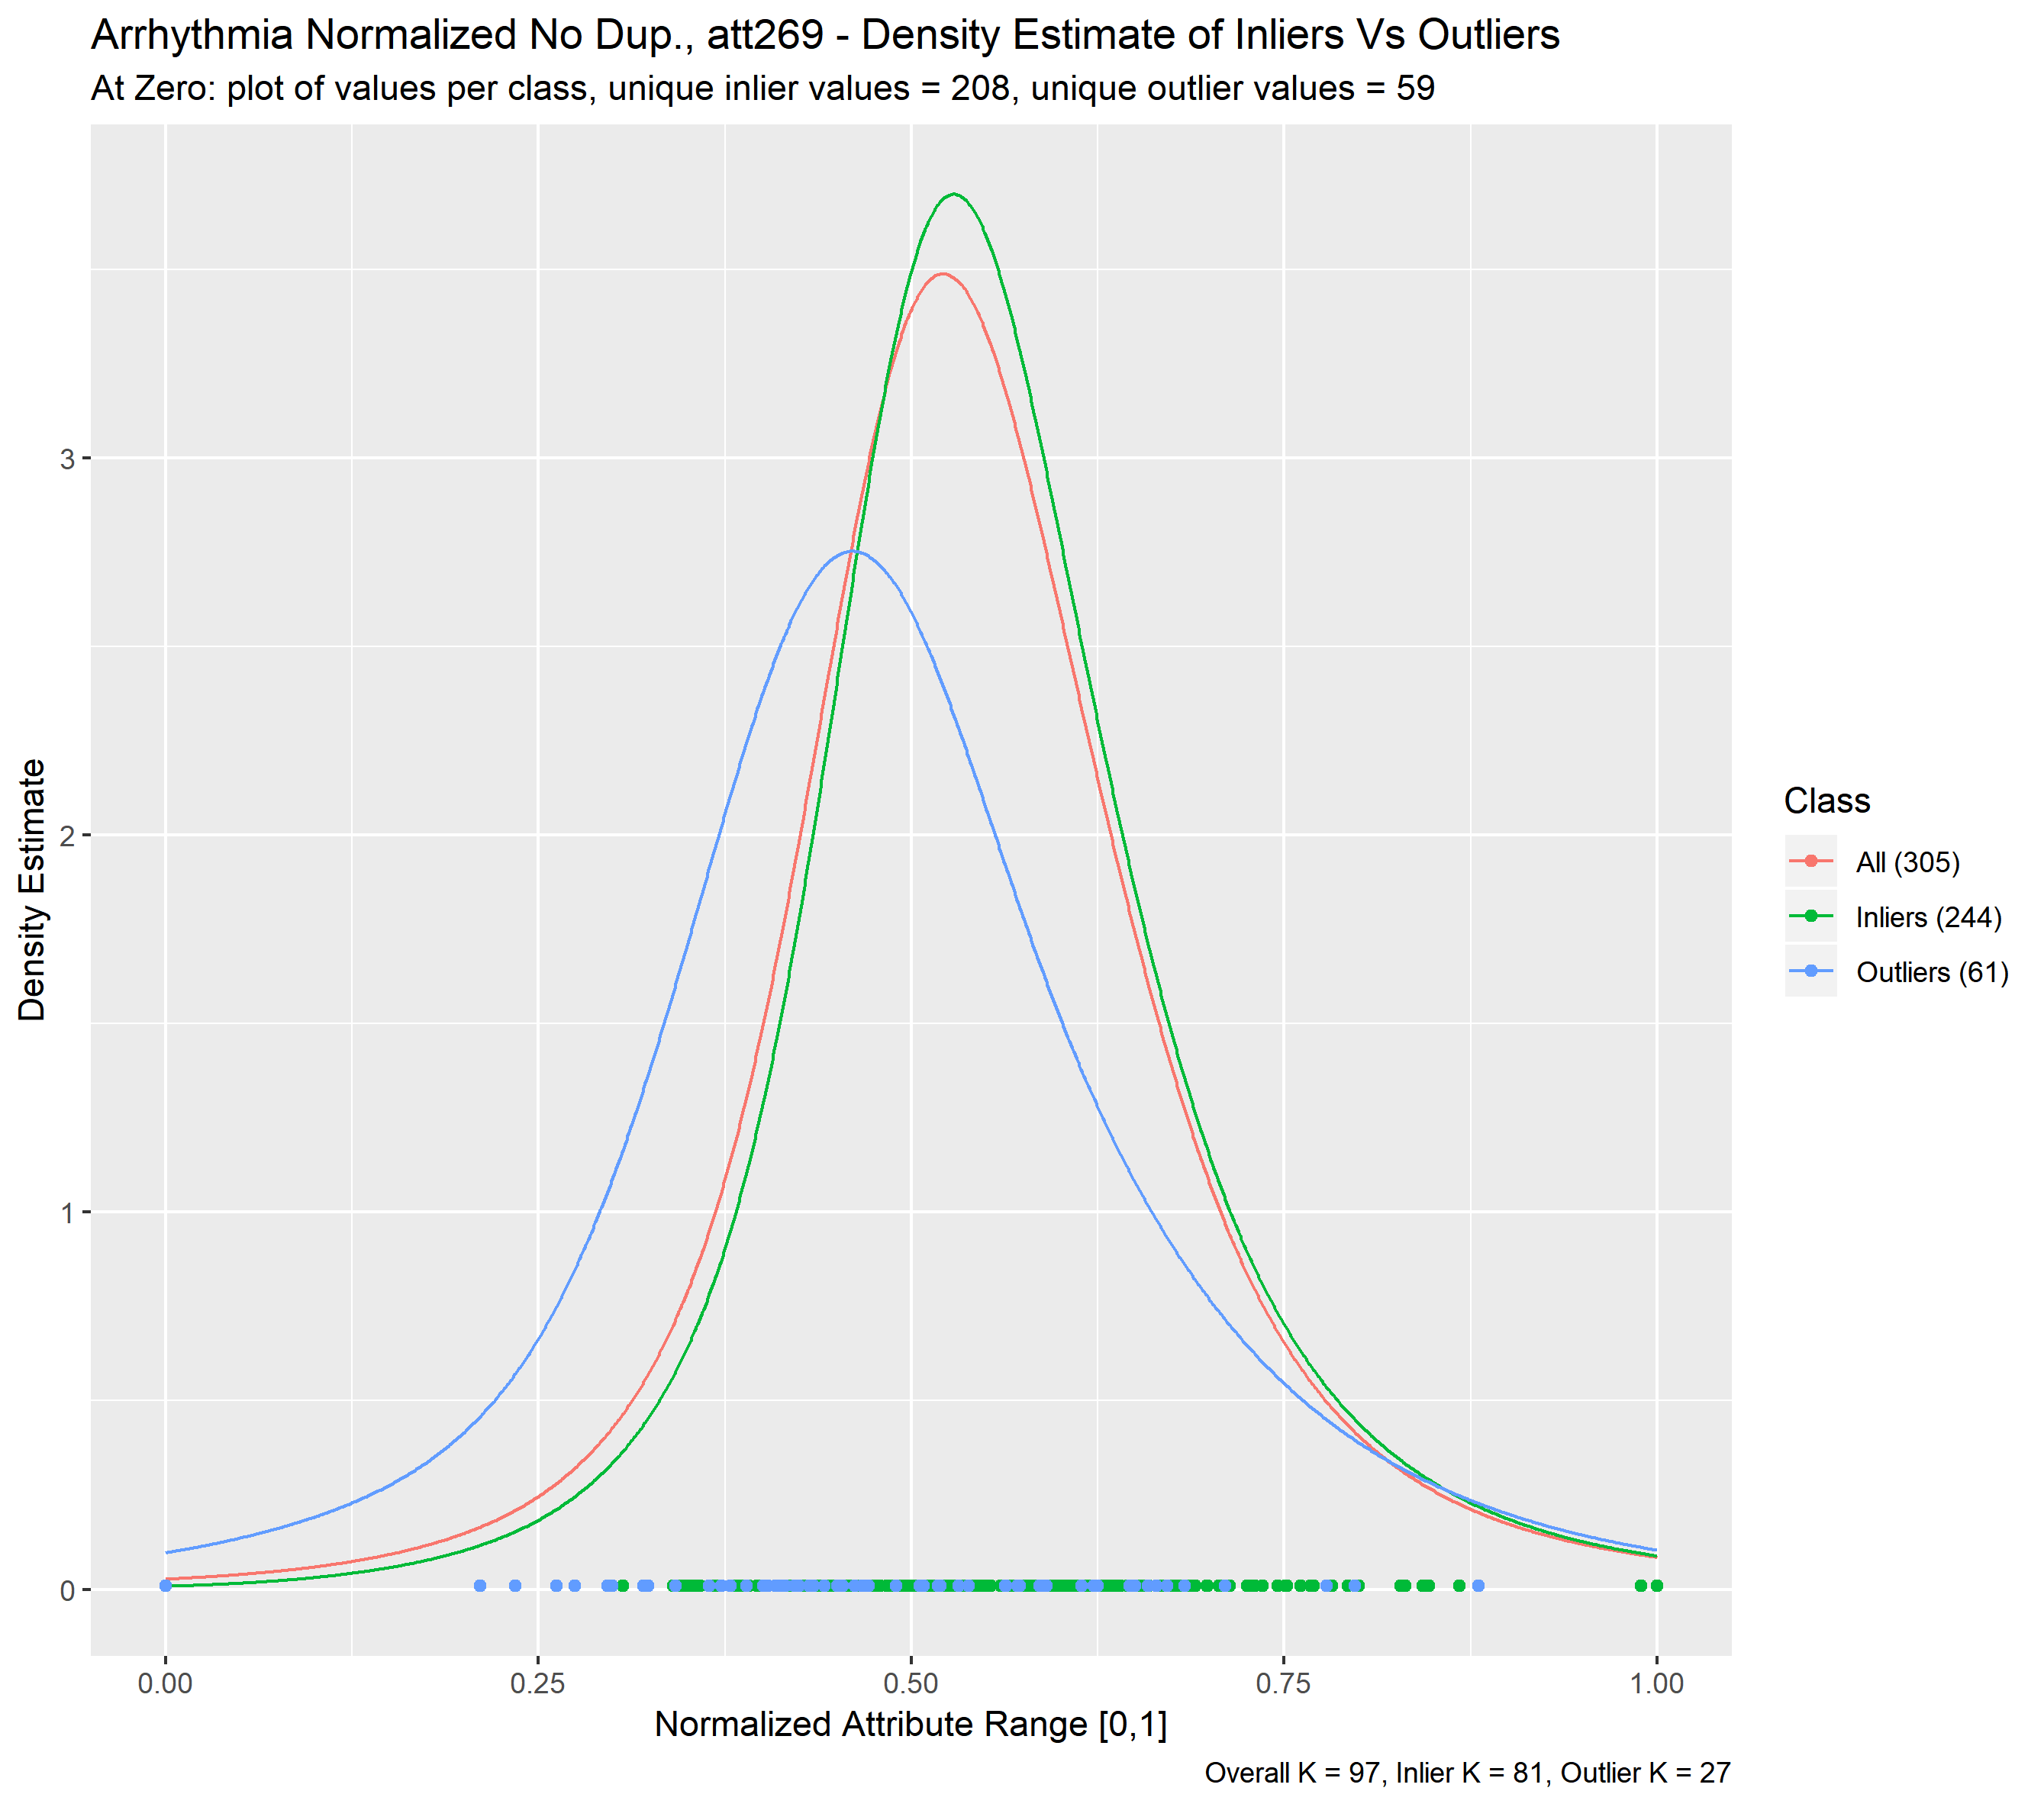 Arrhythmia Normalized No Dup., att269 - Density Estimate of Inliers Vs Outliers
At Zero: plot of values per class, unique inlier values = 208, unique outlier values = 59
Density Estimate
3
2
1
0
0.00 0.25 0.50 0.75 1.00
Normalized Attribute Range [0,1]
Class
All (305)
Inliers (244)
Outliers (61)
Overall K = 97, Inlier K = 81, Outlier K = 27